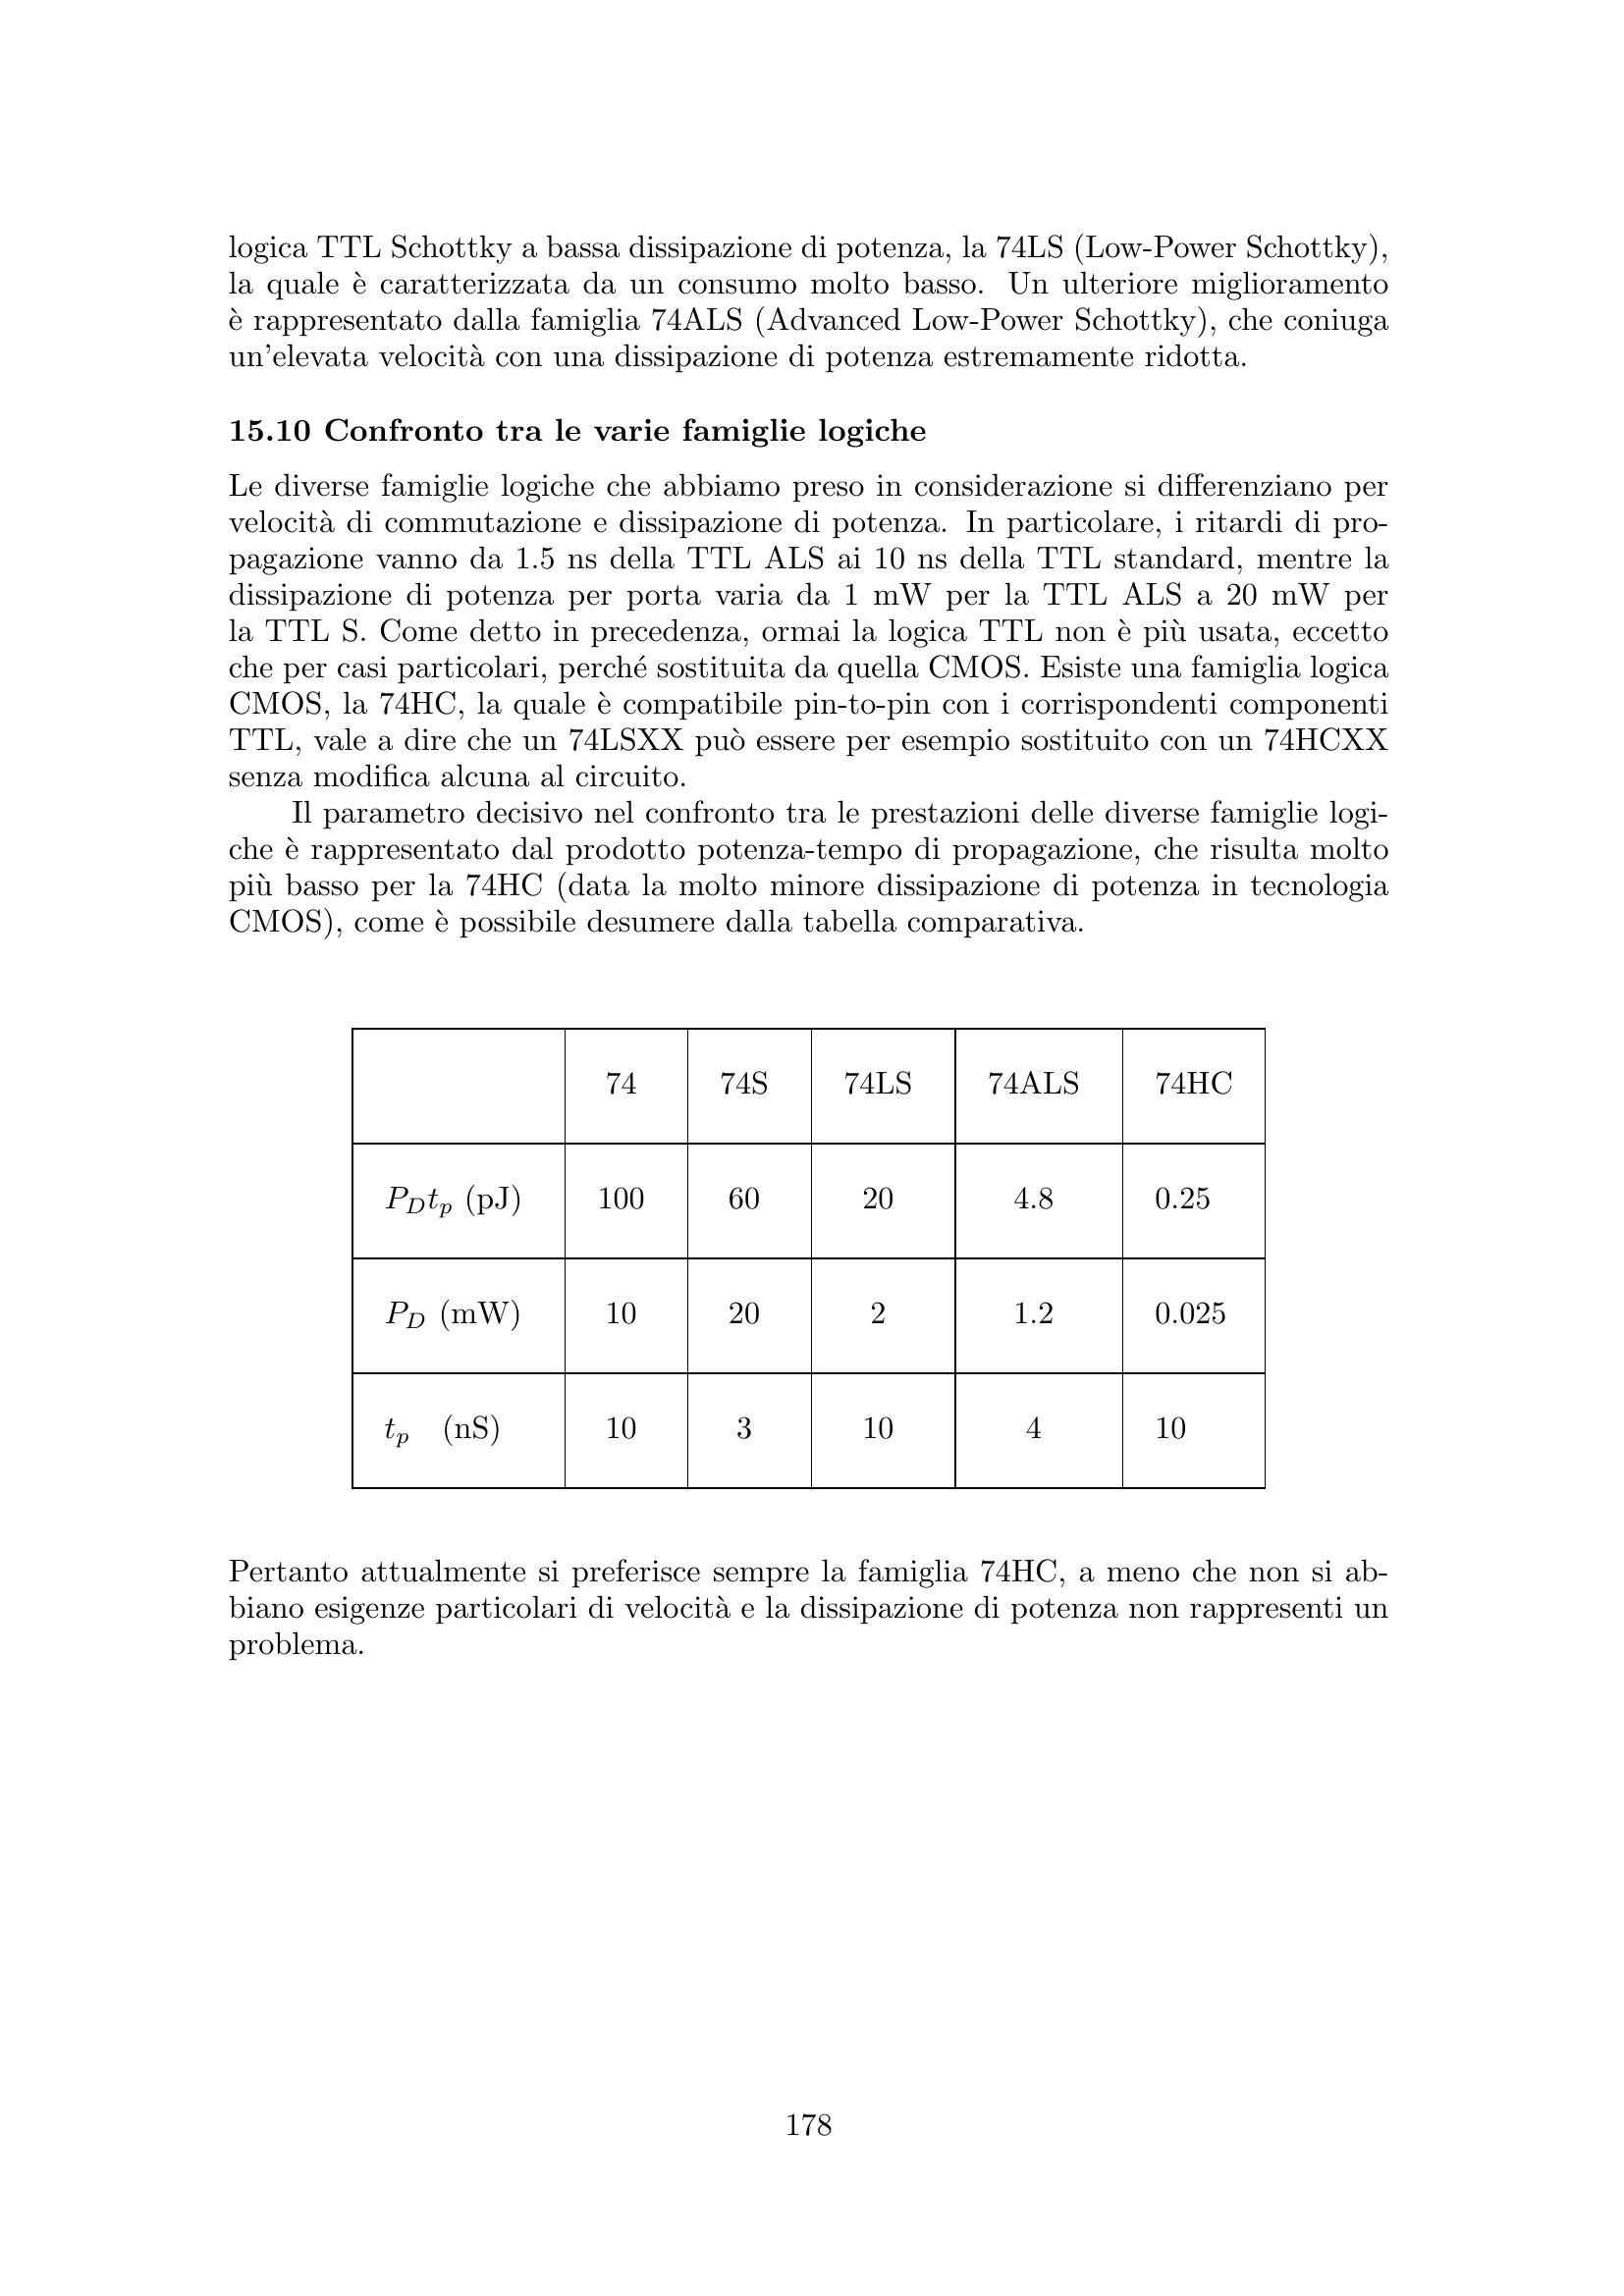 logica TTL Schottky a bassa dissipazione di potenza, la 74LS (Low-Power Schottky),
la quale è caratterizzata da un consumo molto basso. Un ulteriore miglioramento
è rappresentato dalla famiglia 74ALS (Advanced Low-Power Schottky), che coniuga
un'elevata velocità con una dissipazione di potenza estremamente ridotta.
15.10 Confronto tra le varie famiglie logiche
Le diverse famiglie logiche che abbiamo preso in considerazione si differenziano per
velocità di commutazione e dissipazione di potenza. In particolare, i ritardi di pro-
pagazione vanno da 1.5 ns della TTL ALS ai 10 ns della TTL standard, mentre la
dissipazione di potenza per porta varia da 1 mW per la TTL ALS a 20 mW per
la TTL S. Come detto in precedenza, ormai la logica TTL non è più usata, eccetto
che per casi particolari, perché sostituita da quella CMOS. Esiste una famiglia logica
CMOS, la 74HC, la quale è compatibile pin-to-pin con i corrispondenti componenti
TTL, vale a dire che un 74LSXX può essere per esempio sostituito con un 74HCXX
senza modifica alcuna al circuito.
Il parametro decisivo nel confronto tra le prestazioni delle diverse famiglie logi-
che è rappresentato dal prodotto potenza-tempo di propagazione, che risulta molto
più basso per la 74HC (data la molto minore dissipazione di potenza in tecnologia
CMOS), come è possibile desumere dalla tabella comparativa.
74 74S 74LS 74ALS 74HC
P_D t_p (pJ) 100 60 20 4.8 0.25
P_D (mW) 10 20 2 1.2 0.025
t_p (nS) 10 3 10 4 10
Pertanto attualmente si preferisce sempre la famiglia 74HC, a meno che non si ab-
biano esigenze particolari di velocità e la dissipazione di potenza non rappresenti un
problema.
178